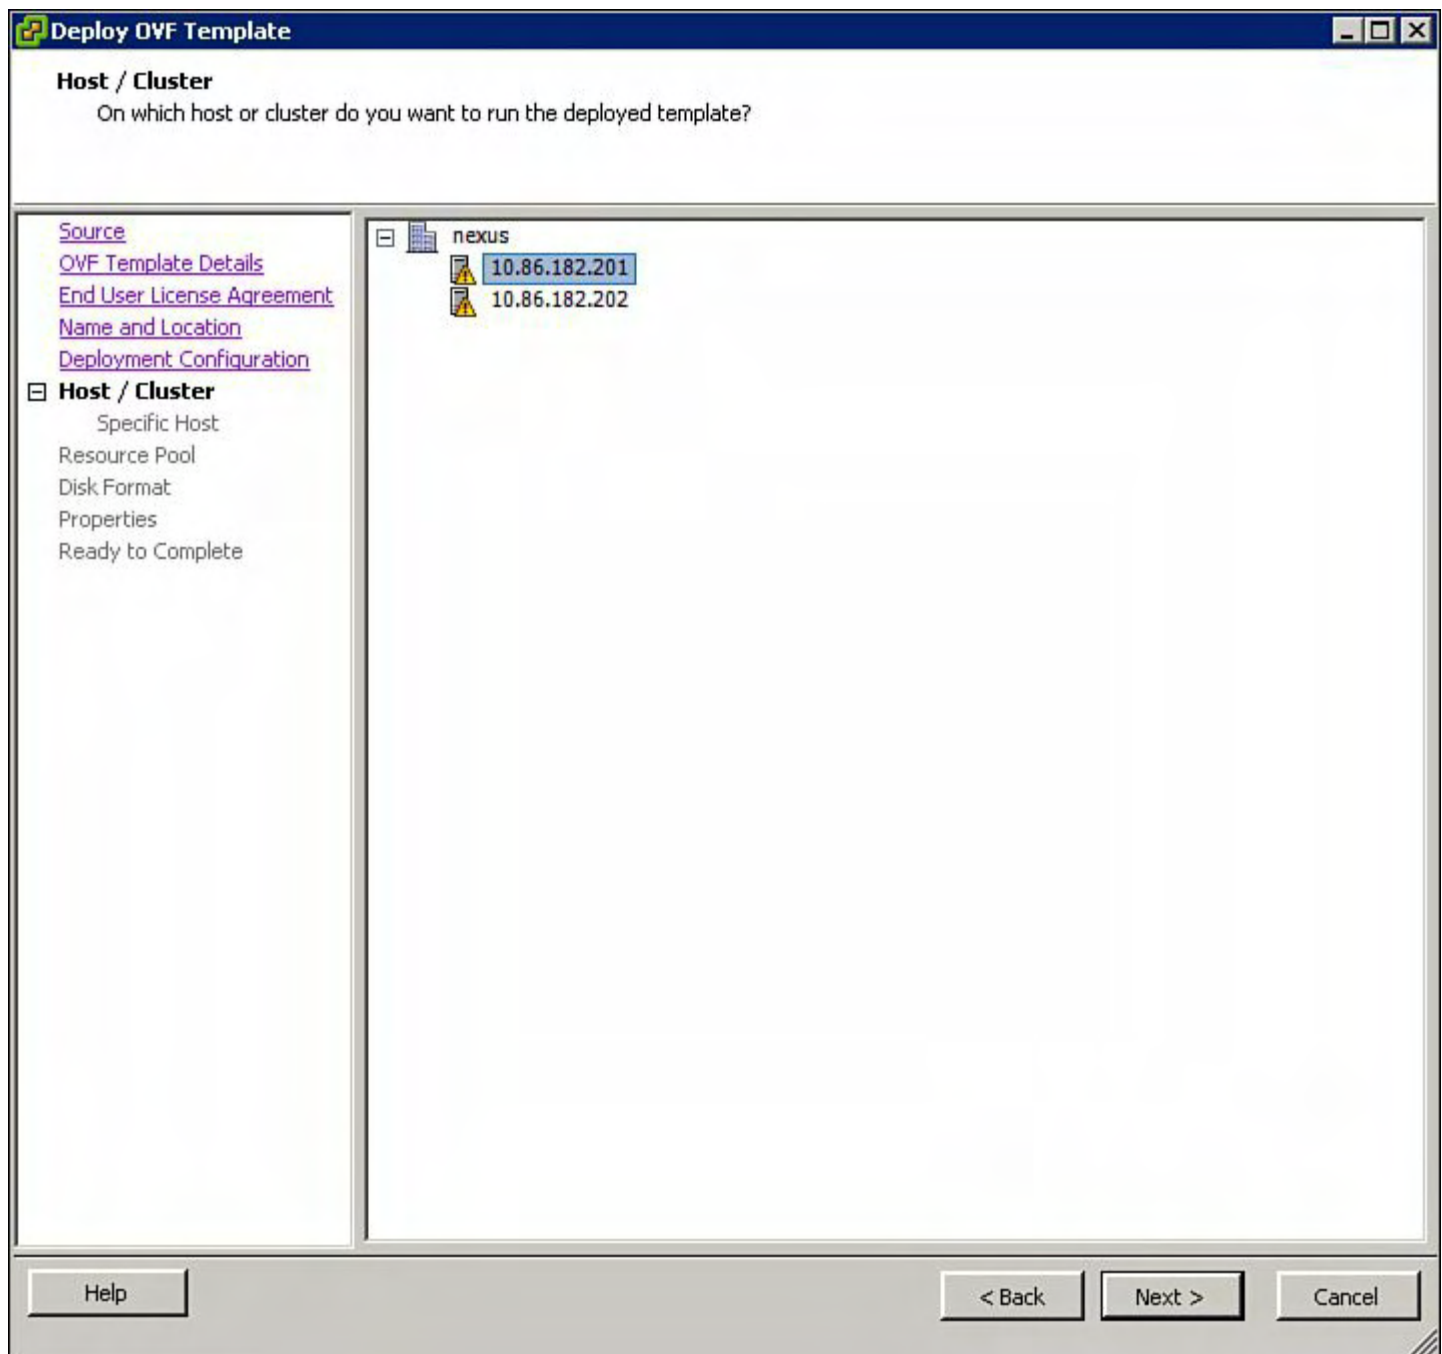 Deploy OVF Template
Host / Cluster
On which host or cluster do you want to run the deployed template?
Source
OVF Template Details
End User License Agreement
Name and Location
Deployment Configuration
Host / Cluster
Specific Host
Resource Pool
Disk Format
Properties
Ready to Complete
nexus
10.86.182.201
10.86.182.202
Help
< Back
Next >
Cancel